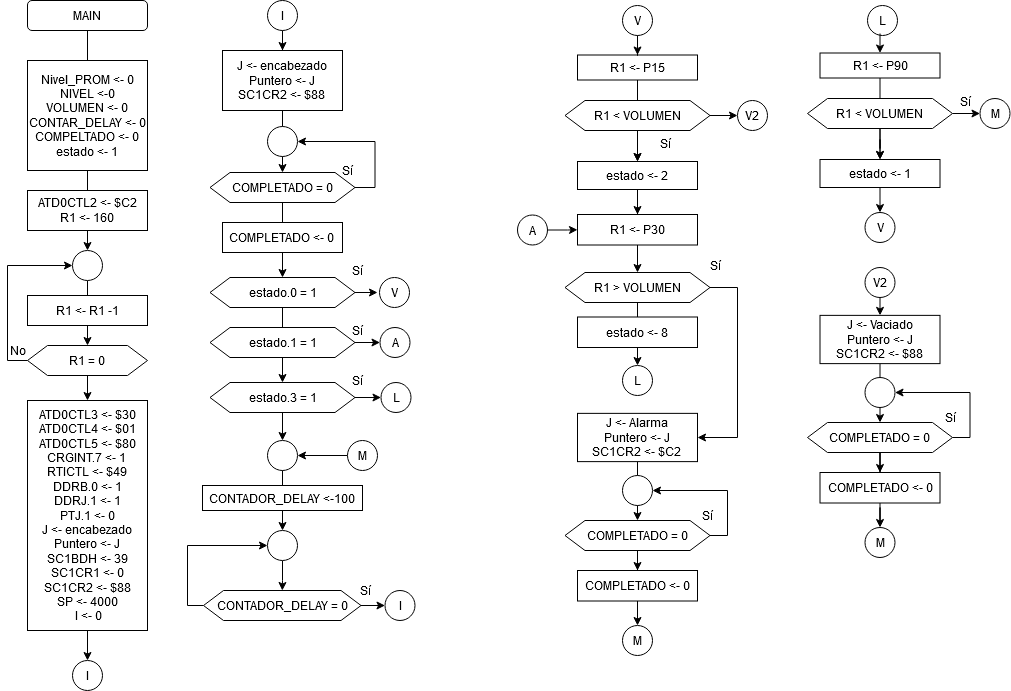 MAIN
Nivel_PROM <- 0
NIVEL <-0
VOLUMEN <- 0
CONTAR_DELAY <- 0
COMPELTADO <- 0
estado <- 1
ATD0CTL2 <- $C2
R1 <- 160
R1 <- R1 -1
No
R1 = 0
ATD0CTL3 <- $30
ATD0CTL4 <- $01
ATD0CTL5 <- $80
CRGINT.7 <- 1
RTICTL <- $49
DDRB.0 <- 1
DDRJ.1 <- 1
PTJ.1 <- 0
J <- encabezado
Puntero <- J
SC1BDH <- 39
SC1CR1 <- 0
SC1CR2 <- $88
SP <- 4000
I <- 0
I
I
J <- encabezado
Puntero <- J
SC1CR2 <- $88
Sí
COMPLETADO = 0
COMPLETADO <- 0
Sí
estado.0 = 1
V
Sí
estado.1 = 1
A
Sí
estado.3 = 1
L
M
CONTADOR_DELAY <-100
Sí
CONTADOR_DELAY = 0
I
V
R1 <- P15
R1 < VOLUMEN
V2
Sí
estado <- 2
A
R1 <- P30
Sí
R1 > VOLUMEN
estado <- 8
L
J <- Alarma
Puntero <- J
SC1CR2 <- $C2
Sí
COMPLETADO = 0
COMPLETADO <- 0
M
L
R1 <- P90
Sí
R1 < VOLUMEN
M
estado <- 1
V
V2
J <- Vaciado
Puntero <- J
SC1CR2 <- $88
Sí
COMPLETADO = 0
COMPLETADO <- 0
M